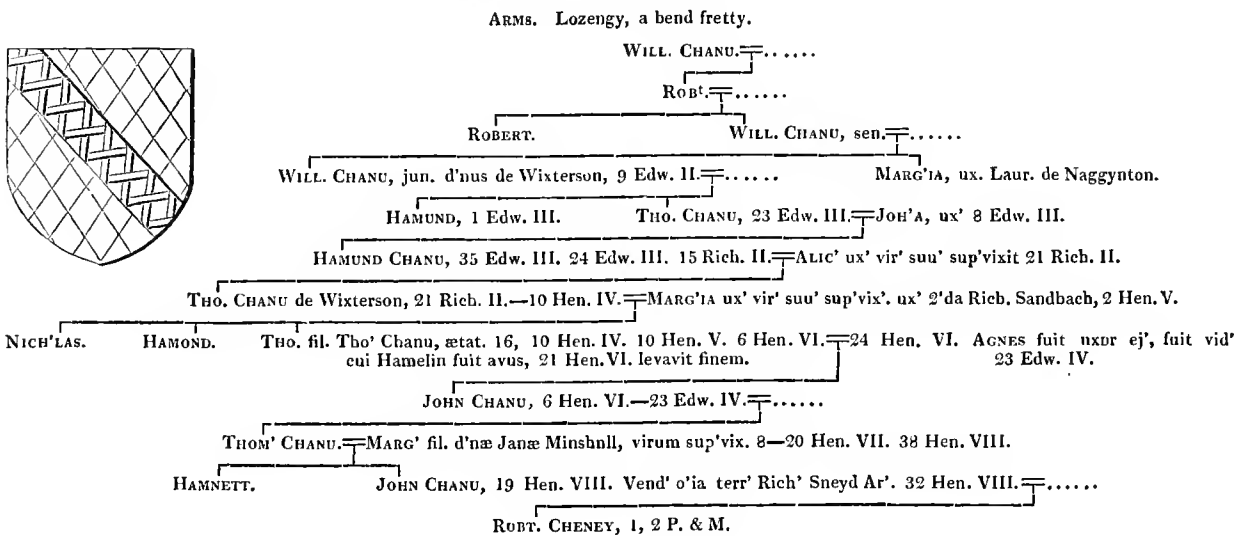 ARMS. Lozengy, a bend fretty.
WILL. CHANU.═......
ROBᵗ.═......
ROBERT. WILL. CHANU, sen.═......
WILL. CHANU, jun. d'nus de Wixterson, 9 Edw. II.═...... MARG'IA, ux. Laur. de Naggynton.
HAMUND, 1 Edw. III. THO. CHANU, 23 Edw. III.═JOH'A, ux' 8 Edw. III.
HAMUND CHANU, 35 Edw. III. 24 Edw. III. 15 Rich. II.═ALIC' ux' vir' suu' sup'vixit 21 Rich. II.
THO. CHANU de Wixterson, 21 Rich. II.—10 Hen. IV.═MARG'IA ux' vir' suu' sup'vix'. ux' 2'da Rich. Sandbach, 2 Hen. V.
NICH'LAS. HAMOND. THO. fil. Tho' Chanu, ætat. 16, 10 Hen. IV. 10 Hen. V. 6 Hen. VI.═24 Hen. VI. AGNES fuit uxor ej', fuit vid'
cui Hamelin fuit avus, 21 Hen. VI. levavit finem. 23 Edw. IV.
JOHN CHANU, 6 Hen. VI.—23 Edw. IV.═......
THOM' CHANU.═MARG' fil. d'næ Janæ Minshull, virum sup'vix. 8—20 Hen. VII. 38 Hen. VIII.
HAMNETT. JOHN CHANU, 19 Hen. VIII. Vend' o'ia terr' Rich' Sneyd Ar'. 32 Hen. VIII.═......
ROBT. CHENEY, 1, 2 P. & M.